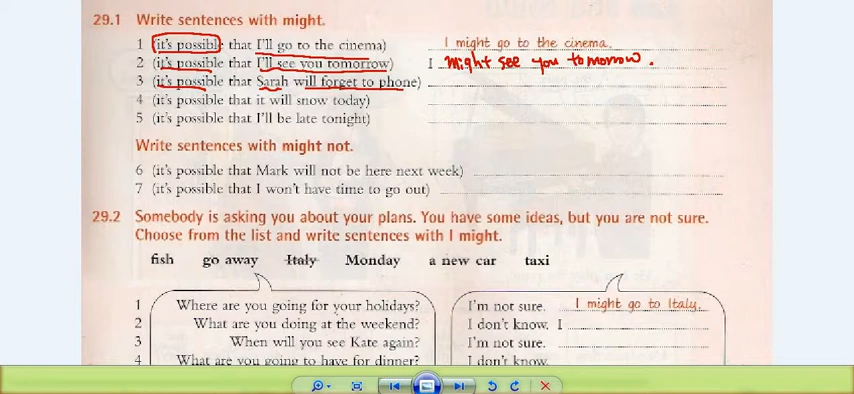 29.1 Write sentences with might.
1 (it's possible that I'll go to the cinema) I might go to the cinema.
2 (it's possible that I'll see you tomorrow) I might see you tomorrow.
3 (it's possible that Sarah will forget to phone)
4 (it's possible that it will snow today)
5 (it's possible that I'll be late tonight)
Write sentences with might not.
6 (it's possible that Mark will not be here next week)
7 (it's possible that I won't have time to go out)
29.2 Somebody is asking you about your plans. You have some ideas, but you are not sure.
Choose from the list and write sentences with I might.
fish go away Italy Monday a new car taxi
1 Where are you going for your holidays? I'm not sure. I might go to Italy.
2 What are you doing at the weekend? I don't know. I
3 When will you see Kate again? I'm not sure.
4 What are you going to have for dinner? I don't know.